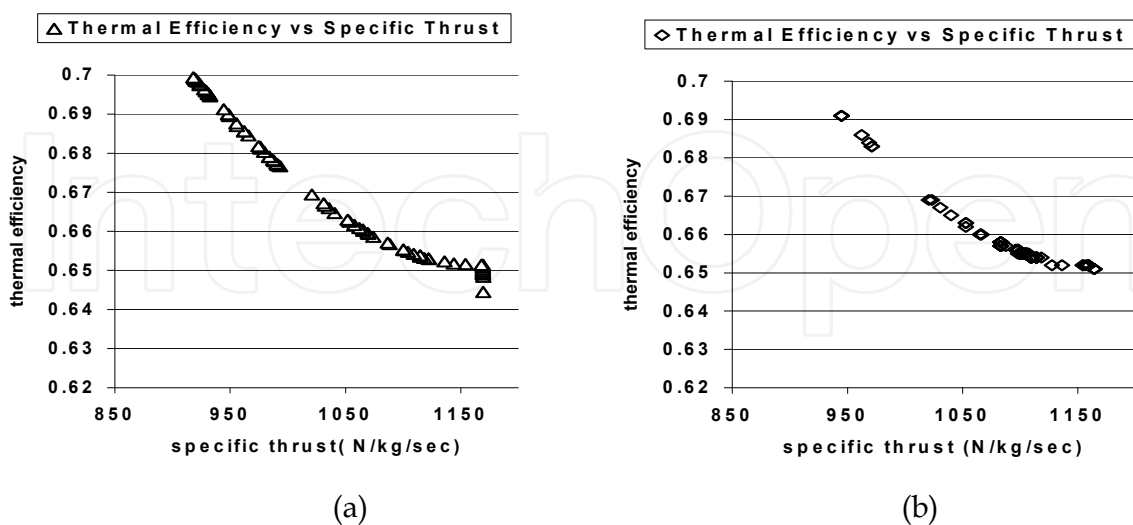 Thermal Efficiency vs Specific Thrust
0.7
0.69
0.68
0.67
0.66
0.65
0.64
0.63
0.62
850 950 1050 1150
thermal efficiency
specific thrust( N/kg/sec)
(a)
Thermal Efficiency vs Specific Thrust
0.7
0.69
0.68
0.67
0.66
0.65
0.64
0.63
0.62
850 950 1050 1150
thermal efficiency
specific thrust (N/kg/sec)
(b)
IntechOpen